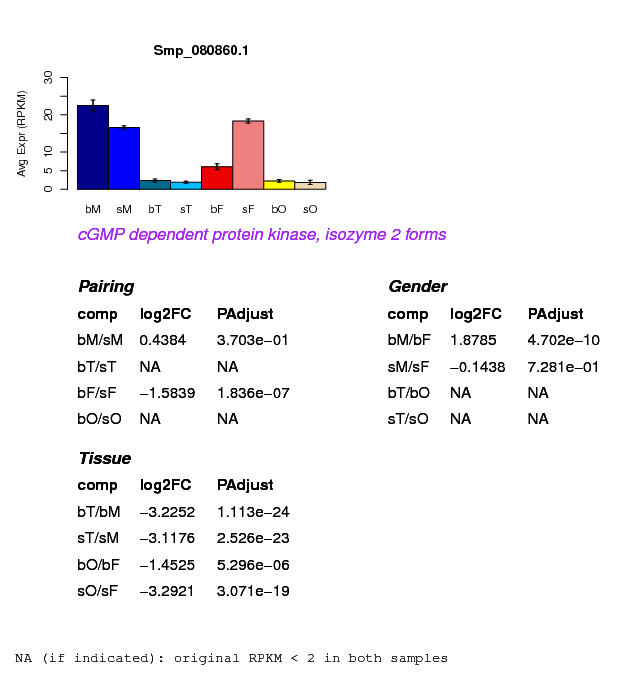 Smp_080860.1
Avg Expr (RPKM)
30
20
10
5
0
bM sM bT sT bF sF bO sO
cGMP dependent protein kinase, isozyme 2 forms
Pairing
comp log2FC PAdjust
bM/sM 0.4384 3.703e−01
bT/sT NA NA
bF/sF −1.5839 1.836e−07
bO/sO NA NA
Gender
comp log2FC PAdjust
bM/bF 1.8785 4.702e−10
sM/sF −0.1438 7.281e−01
bT/bO NA NA
sT/sO NA NA
Tissue
comp log2FC PAdjust
bT/bM −3.2252 1.113e−24
sT/sM −3.1176 2.526e−23
bO/bF −1.4525 5.296e−06
sO/sF −3.2921 3.071e−19
NA (if indicated): original RPKM < 2 in both samples